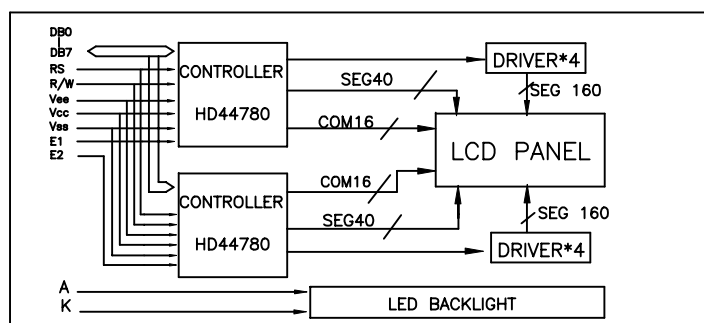 DB0
DB7
RS
R/W
Vee
Vcc
Vss
E1
E2
CONTROLLER
HD44780
SEG40
COM16
DRIVER*4
SEG 160
LCD PANEL
CONTROLLER
HD44780
COM16
SEG40
SEG 160
DRIVER*4
A
K
LED BACKLIGHT